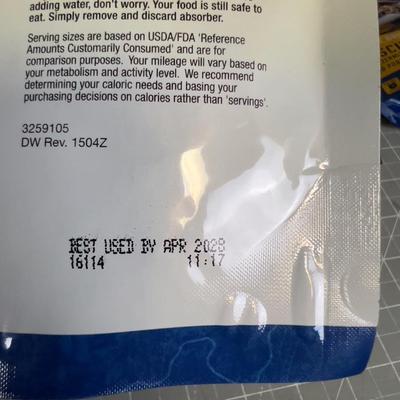 adding water, don't worry. Your food is still safe to
eat. Simply remove and discard absorber.
Serving sizes are based on USDA/FDA 'Reference
Amounts Customarily Consumed' and are for
comparison purposes. Your mileage will vary based on
your metabolism and activity level. We recommend
determining your caloric needs and basing your
purchasing decisions on calories rather than 'servings'.
3259105
DW Rev. 1504Z
BEST USED BY APR 2028
16114 11:17